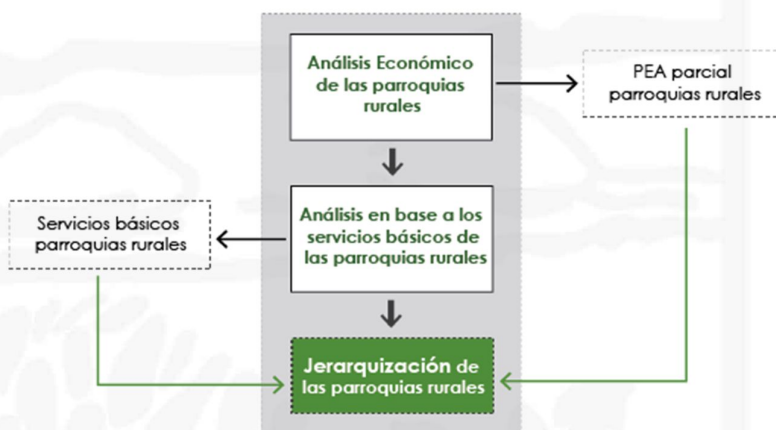 Análisis Económico
de las parroquias
rurales
PEA parcial
parroquias rurales
Análisis en base a los
servicios básicos de
las parroquias rurales
Servicios básicos
parroquias rurales
Jerarquización de
las parroquias rurales